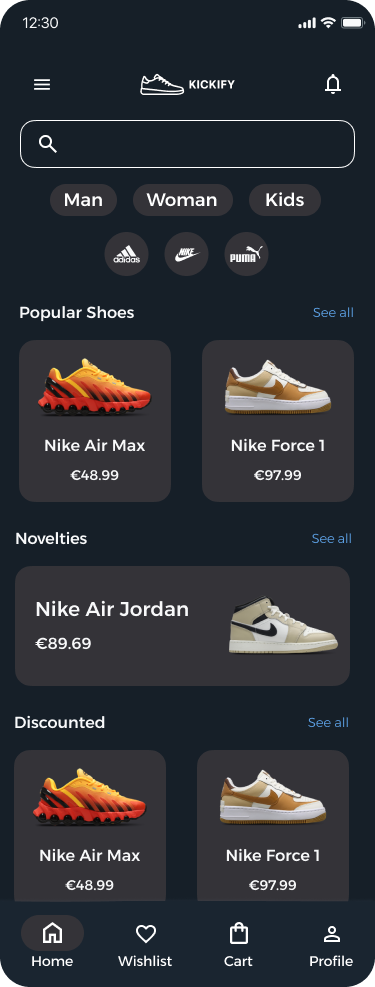 12:30
KICKIFY
Man Woman Kids
adidas NIKE PUMA
Popular Shoes See all
Nike Air Max Nike Force 1
€48.99 €97.99
Novelties See all
Nike Air Jordan
€89.69
Discounted See all
Nike Air Max Nike Force 1
€48.99 €97.99
Home Wishlist Cart Profile